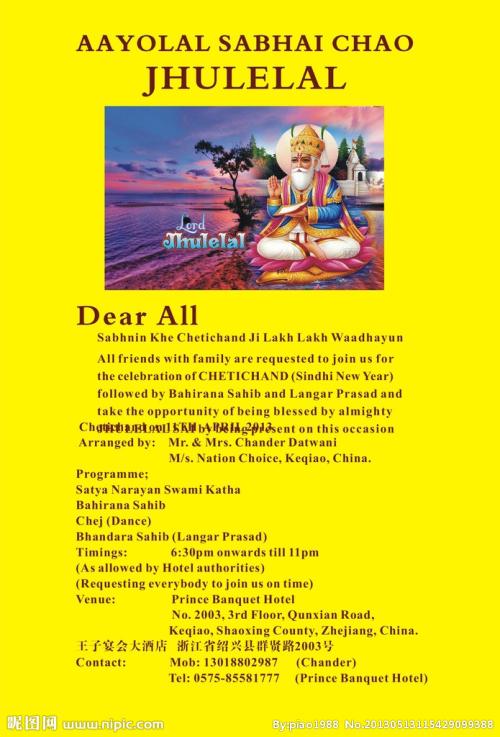 AAYOLAL SABHAI CHAO
JHULELAL
Lord
Jhulelal
Dear All
Sabhnin Khe Chetichand Ji Lakh Lakh Waadhayun
All friends with family are requested to join us for
the celebration of CHETICHAND (Sindhi New Year)
followed by Bahirana Sahib and Langar Prasad and
take the opportunity of being blessed by almighty
JHULELAL SAI by being present on this occasion
Chetichand on 11TH APRIL 2013
Arranged by: Mr. & Mrs. Chander Datwani
M/s. Nation Choice, Keqiao, China.
Programme;
Satya Narayan Swami Katha
Bahirana Sahib
Chej (Dance)
Bhandara Sahib (Langar Prasad)
Timings: 6:30pm onwards till 11pm
(As allowed by Hotel authorities)
(Requesting everybody to join us on time)
Venue: Prince Banquet Hotel
No. 2003, 3rd Floor, Qunxian Road,
Keqiao, Shaoxing County, Zhejiang, China.
王子宴会大酒店 浙江省绍兴县群贤路2003号
Contact: Mob: 13018802987 (Chander)
Tel: 0575-85581777 (Prince Banquet Hotel)
昵图网 www.nipic.com
By:piao1988 No.20130513115429099388